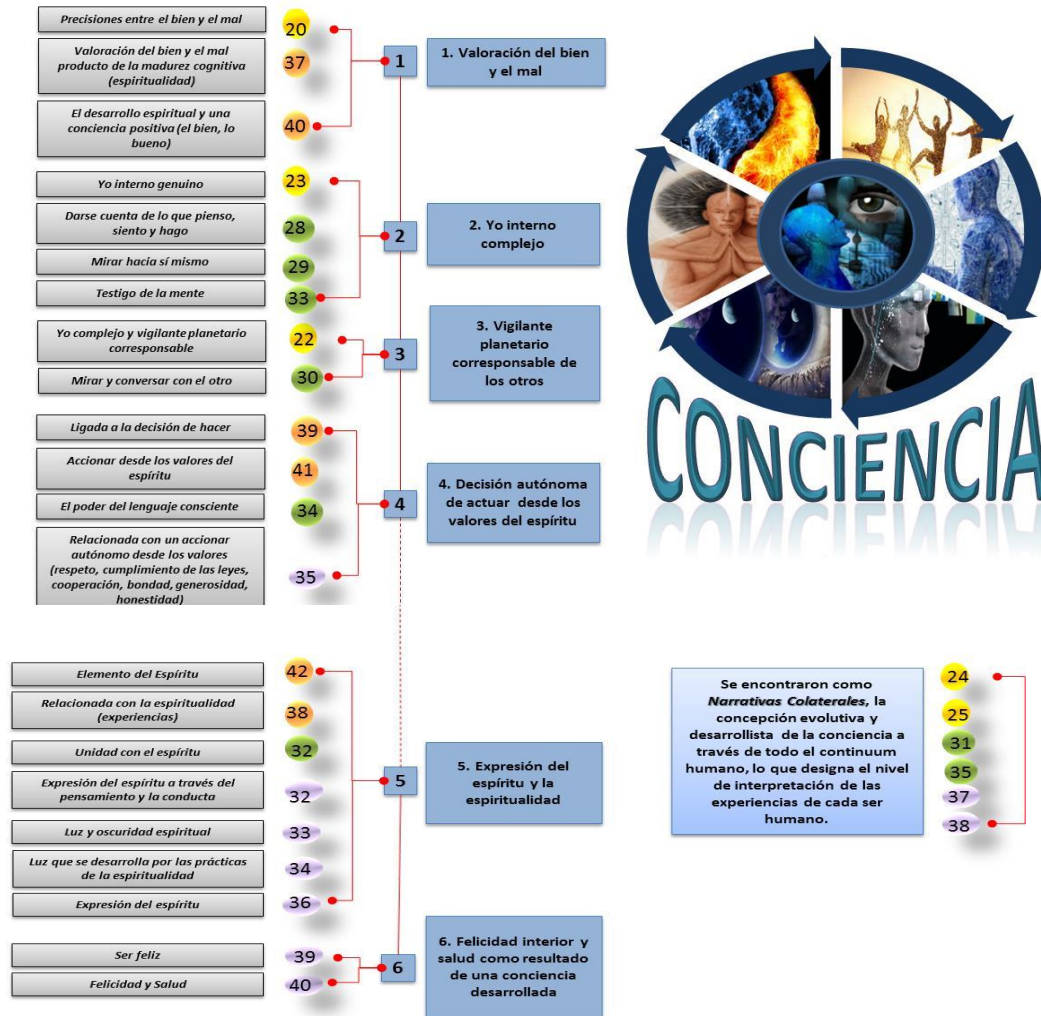 Precisiones entre el bien y el mal
20
Valoración del bien y el mal
producto de la madurez cognitiva
(espiritualidad)
37
El desarrollo espiritual y una
conciencia positiva (el bien, lo
bueno)
40
1
1. Valoración del bien
y el mal
Yo interno genuino
23
Darse cuenta de lo que pienso,
siento y hago
28
Mirar hacia sí mismo
29
Testigo de la mente
33
2
2. Yo interno
complejo
Yo complejo y vigilante planetario
corresponsable
22
Mirar y conversar con el otro
30
3
3. Vigilante
planetario
corresponsable de
los otros
CONCIENCIA
Ligada a la decisión de hacer
39
Accionar desde los valores del
espíritu
41
El poder del lenguaje consciente
34
Relacionada con un accionar
autónomo desde los valores
(respeto, cumplimiento de las leyes,
cooperación, bondad, generosidad,
honestidad)
35
4
4. Decisión autónoma
de actuar desde los
valores del espíritu
Elemento del Espíritu
42
Relacionada con la espiritualidad
(experiencias)
38
Unidad con el espíritu
32
Expresión del espíritu a través del
pensamiento y la conducta
32
Luz y oscuridad espiritual
33
Luz que se desarrolla por las prácticas
de la espiritualidad
34
Expresión del espíritu
36
5
5. Expresión del
espíritu y la
espiritualidad
Se encontraron como
Narrativas Colaterales, la
concepción evolutiva y
desarrollista de la conciencia a
través de todo el continuum
humano, lo que designa el nivel
de interpretación de las
experiencias de cada ser
humano.
24
25
31
35
37
38
Ser feliz
39
Felicidad y Salud
40
6
6. Felicidad interior y
salud como resultado
de una conciencia
desarrollada